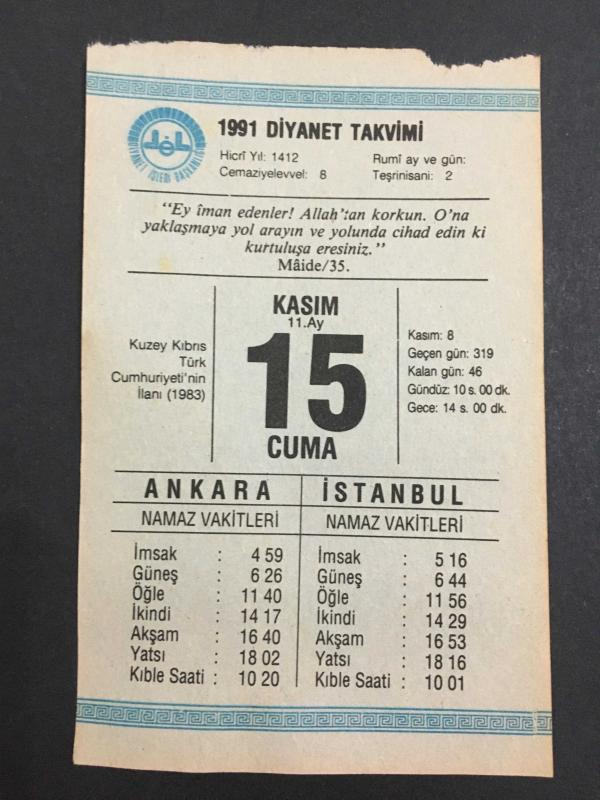 DİYANET İŞLERİ BAŞKANLIĞI
1991 DİYANET TAKVİMİ
Hicrî Yıl: 1412
Cemaziyelevvel: 8
Rumî ay ve gün:
Teşrinisani: 2
“Ey îman edenler! Allah’tan korkun. O’na
yaklaşmaya yol arayın ve yolunda cihad edin ki
kurtuluşa eresiniz.”
Mâide/35.
Kuzey Kıbrıs
Türk
Cumhuriyeti’nin
İlanı (1983)
KASIM
11.Ay
15
CUMA
Kasım: 8
Geçen gün: 319
Kalan gün: 46
Gündüz: 10 s. 00 dk.
Gece: 14 s. 00 dk.
ANKARA
NAMAZ VAKİTLERİ
İmsak : 4 59
Güneş : 6 26
Öğle : 11 40
İkindi : 14 17
Akşam : 16 40
Yatsı : 18 02
Kıble Saati : 10 20
İSTANBUL
NAMAZ VAKİTLERİ
İmsak : 5 16
Güneş : 6 44
Öğle : 11 56
İkindi : 14 29
Akşam : 16 53
Yatsı : 18 16
Kıble Saati : 10 01